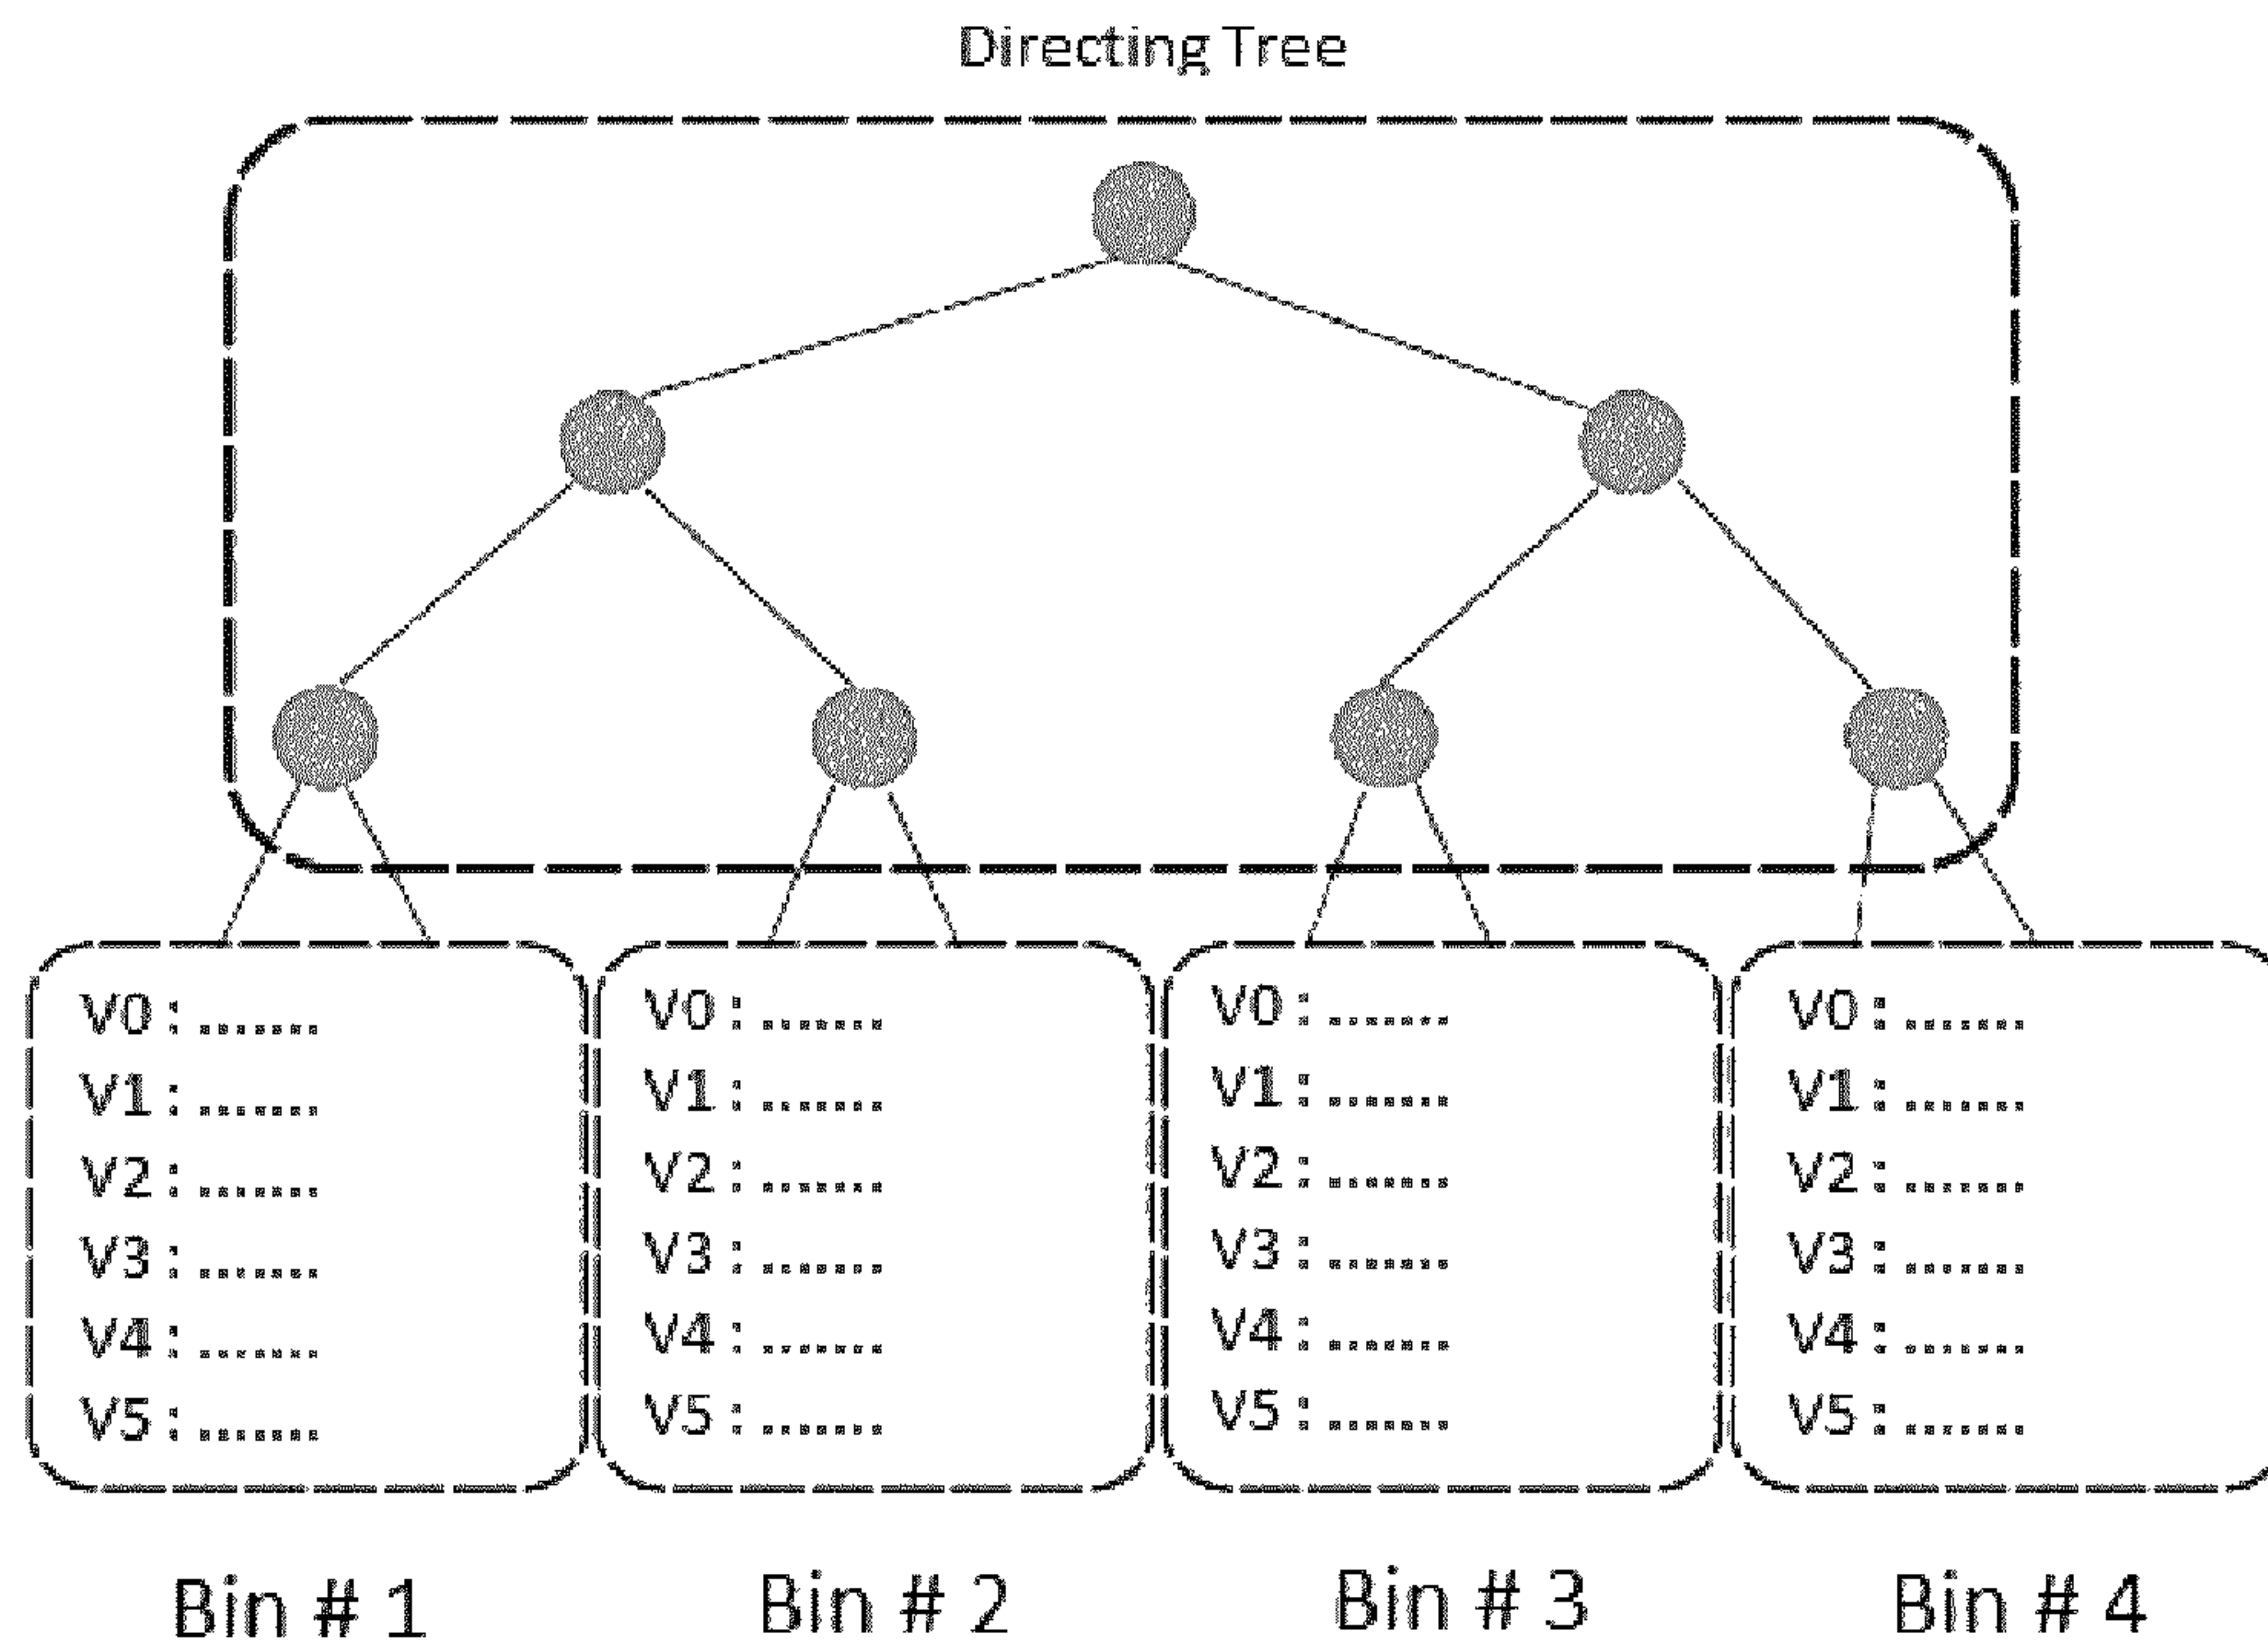 Directing Tree
V0 : ......
V1 : ......
V2 : ......
V3 : ......
V4 : ......
V5 : ......
V0 : ......
V1 : ......
V2 : ......
V3 : ......
V4 : ......
V5 : ......
V0 : ......
V1 : ......
V2 : ......
V3 : ......
V4 : ......
V5 : ......
V0 : ......
V1 : ......
V2 : ......
V3 : ......
V4 : ......
V5 : ......
Bin # 1
Bin # 2
Bin # 3
Bin # 4